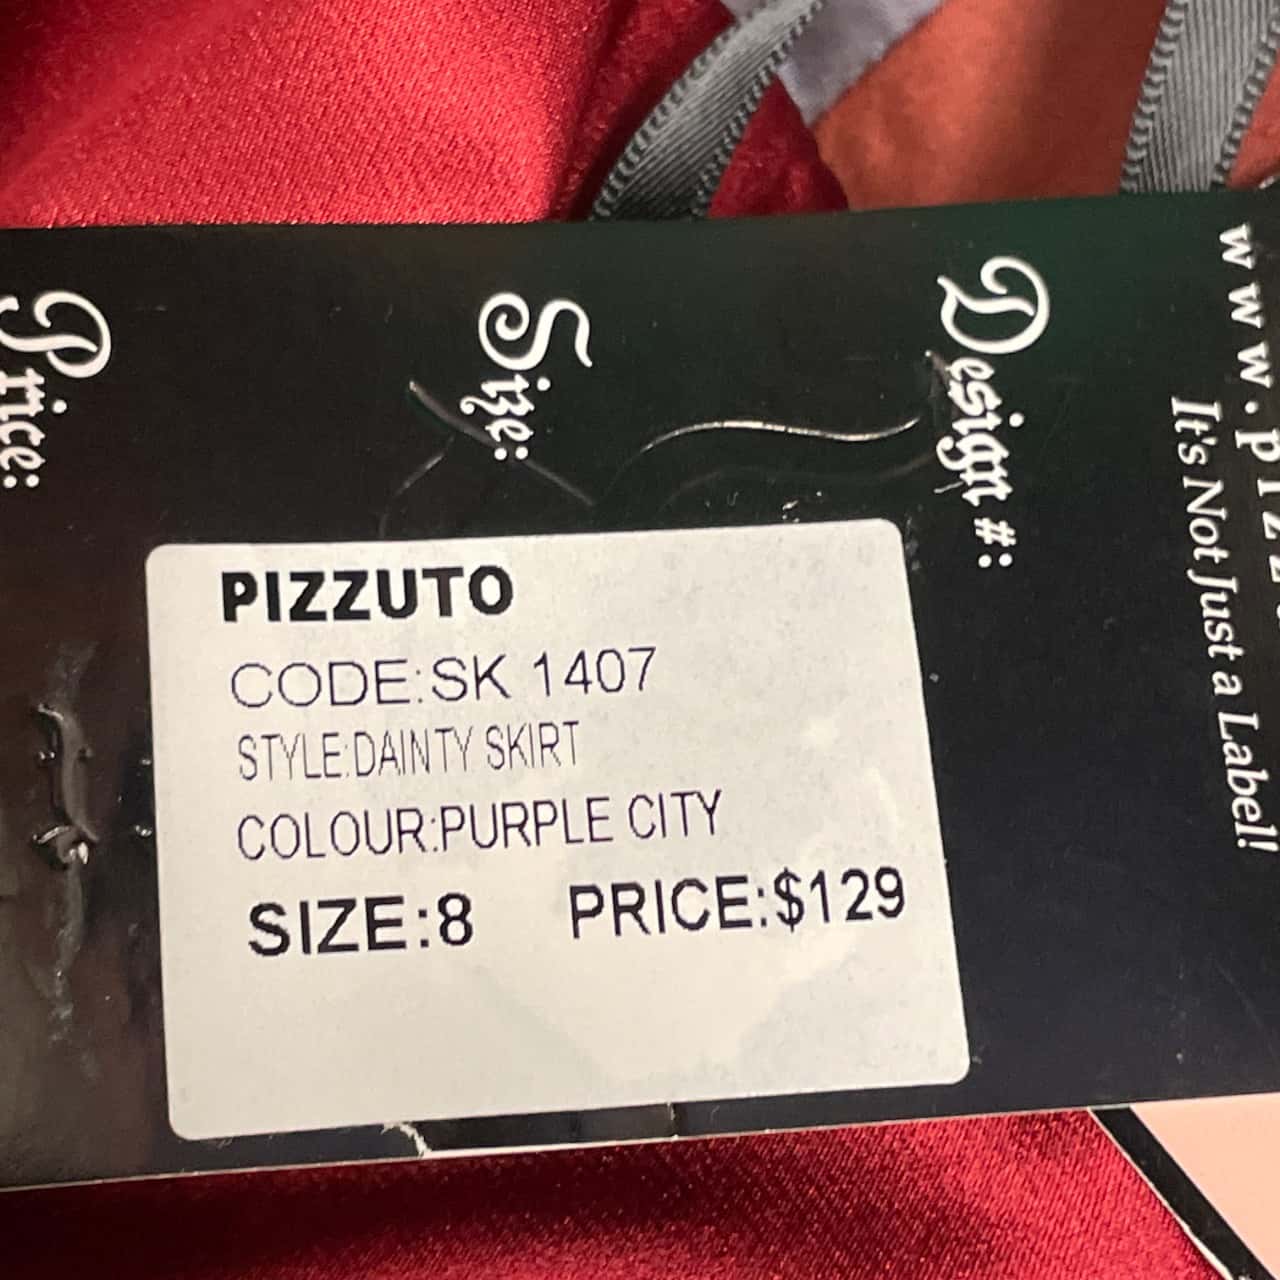 Price:
Size:
Design #:
It's Not Just a Label!
PIZZUTO
CODE:SK 1407
STYLE:DAINTY SKIRT
COLOUR:PURPLE CITY
SIZE:8 PRICE:$129